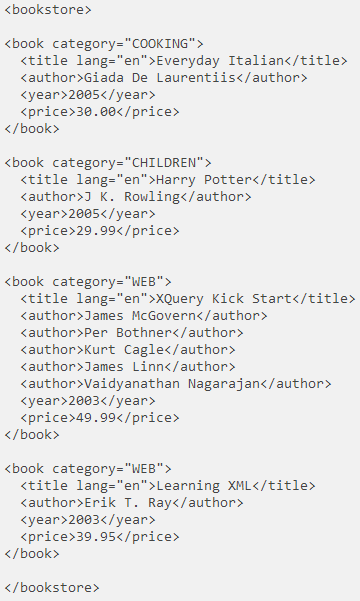 <bookstore>
<book category="COOKING">
<title lang="en">Everyday Italian</title>
<author>Giada De Laurentiis</author>
<year>2005</year>
<price>30.00</price>
</book>
<book category="CHILDREN">
<title lang="en">Harry Potter</title>
<author>J K. Rowling</author>
<year>2005</year>
<price>29.99</price>
</book>
<book category="WEB">
<title lang="en">XQuery Kick Start</title>
<author>James McGovern</author>
<author>Per Bothner</author>
<author>Kurt Cagle</author>
<author>James Linn</author>
<author>Vaidyanathan Nagarajan</author>
<year>2003</year>
<price>49.99</price>
</book>
<book category="WEB">
<title lang="en">Learning XML</title>
<author>Erik T. Ray</author>
<year>2003</year>
<price>39.95</price>
</book>
</bookstore>